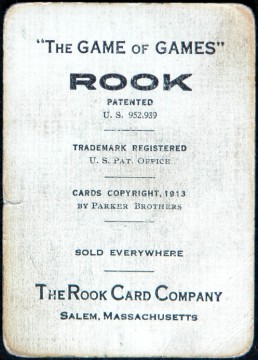 "THE GAME OF GAMES"
ROOK
PATENTED
U. S. 952,939
TRADEMARK REGISTERED
U. S. PAT. OFFICE
CARDS COPYRIGHT, 1913
BY PARKER BROTHERS
SOLD EVERYWHERE
THE ROOK CARD COMPANY
SALEM, MASSACHUSETTS